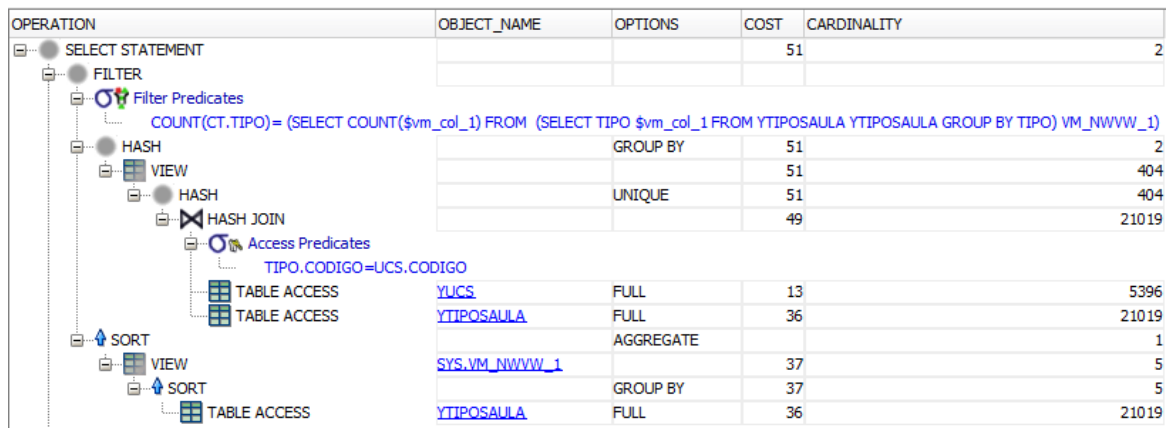 OPERATION OBJECT_NAME OPTIONS COST CARDINALITY
SELECT STATEMENT 51 2
FILTER
Filter Predicates
COUNT(CT.TIPO)= (SELECT COUNT($vm_col_1) FROM (SELECT TIPO $vm_col_1 FROM YTIPOSAULA YTIPOSAULA GROUP BY TIPO) VM_NWVW_1)
HASH GROUP BY 51 2
VIEW 51 404
HASH UNIQUE 51 404
HASH JOIN 49 21019
Access Predicates
TIPO.CODIGO=UCS.CODIGO
TABLE ACCESS YUCS FULL 13 5396
TABLE ACCESS YTIPOSAULA FULL 36 21019
SORT AGGREGATE 1
VIEW SYS.VM_NWVW_1 37 5
SORT GROUP BY 37 5
TABLE ACCESS YTIPOSAULA FULL 36 21019